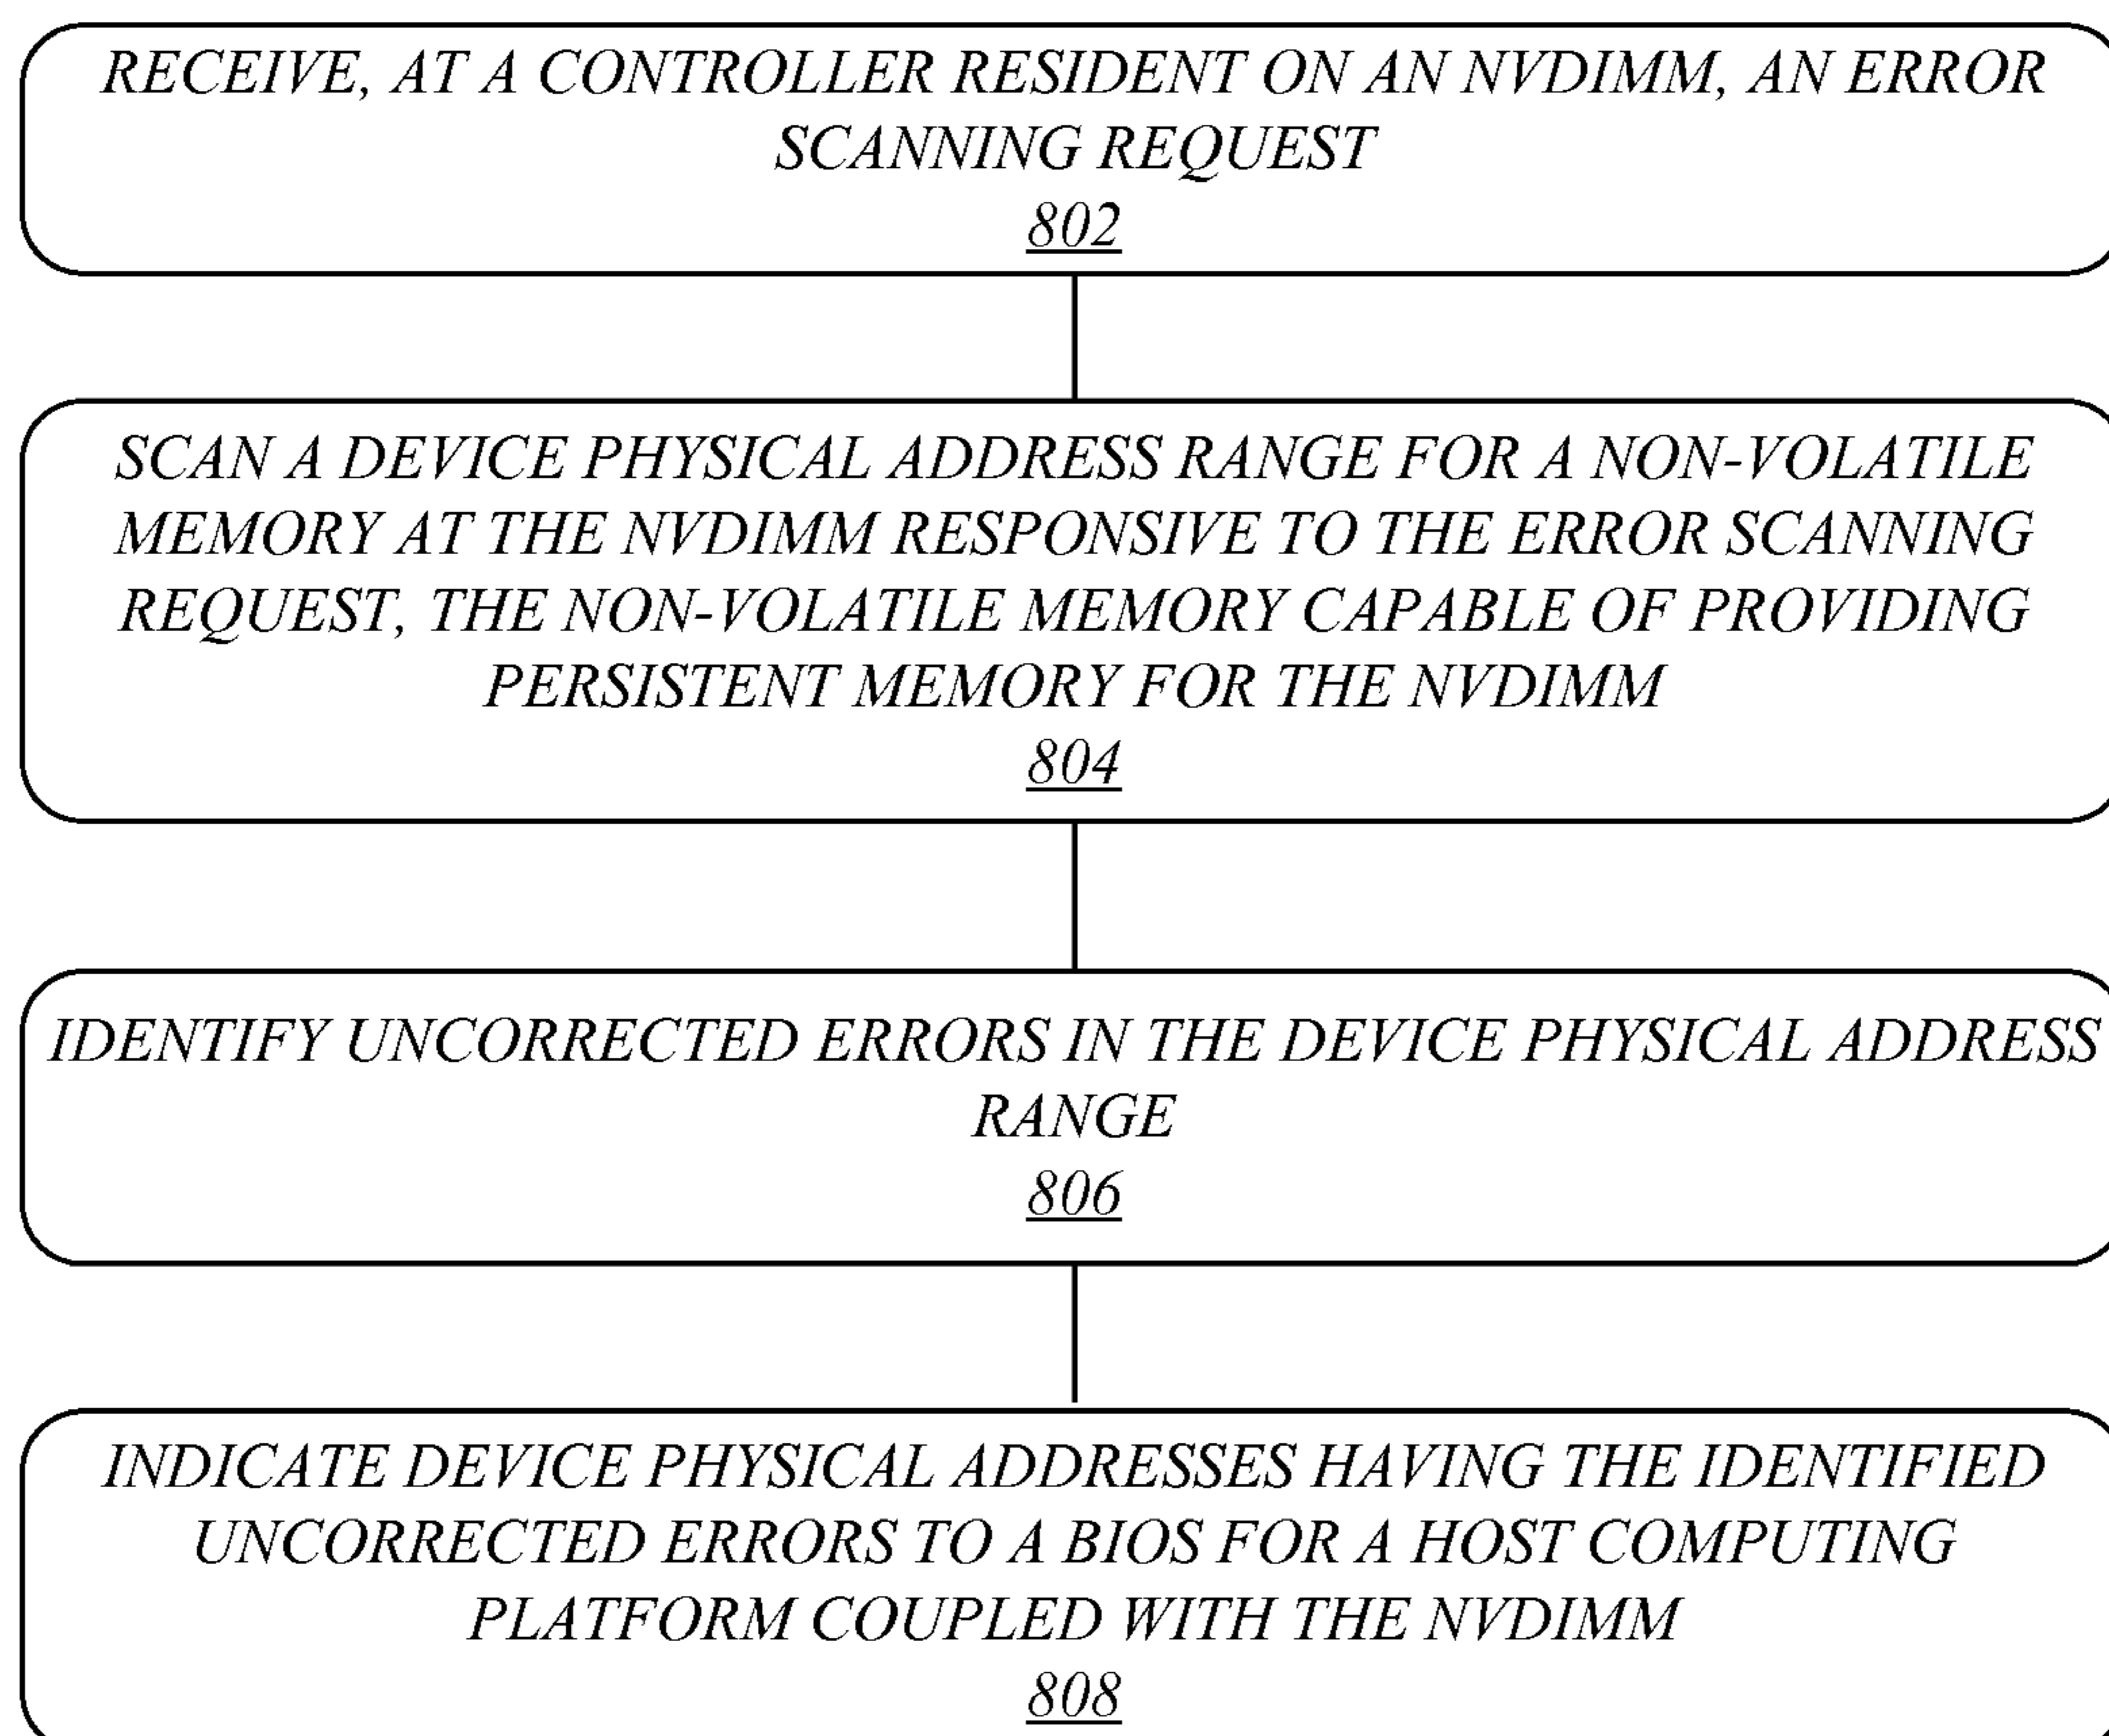 RECEIVE, AT A CONTROLLER RESIDENT ON AN NVDIMM, AN ERROR
SCANNING REQUEST
802
SCAN A DEVICE PHYSICAL ADDRESS RANGE FOR A NON-VOLATILE
MEMORY AT THE NVDIMM RESPONSIVE TO THE ERROR SCANNING
REQUEST, THE NON-VOLATILE MEMORY CAPABLE OF PROVIDING
PERSISTENT MEMORY FOR THE NVDIMM
804
IDENTIFY UNCORRECTED ERRORS IN THE DEVICE PHYSICAL ADDRESS
RANGE
806
INDICATE DEVICE PHYSICAL ADDRESSES HAVING THE IDENTIFIED
UNCORRECTED ERRORS TO A BIOS FOR A HOST COMPUTING
PLATFORM COUPLED WITH THE NVDIMM
808